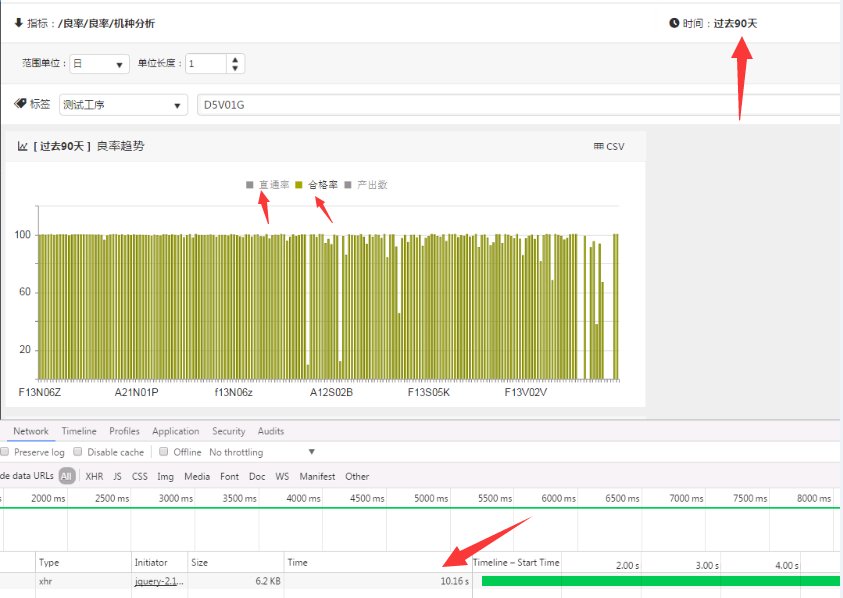 指标：/良率/良率/机种分析 时间：过去90天
范围单位：日 单位长度：1
标签 测试工序 D5V01G
[ 过去90天 ] 良率趋势 CSV
直通率 合格率 产出数
100
60
20
F13N06Z A21N01P f13N06z A12S02B F13S05K F13V02V
Network Timeline Profiles Application Security Audits
Preserve log Disable cache Offline No throttling
de data URLs All XHR JS CSS Img Media Font Doc WS Manifest Other
2000 ms 2500 ms 3000 ms 3500 ms 4000 ms 4500 ms 5000 ms 5500 ms 6000 ms 6500 ms 7000 ms 7500 ms 8000 ms
Type Initiator Size Time Timeline – Start Time 2.00 s 3.00 s 4.00 s
xhr jquery-2.1... 6.2 KB 10.16 s